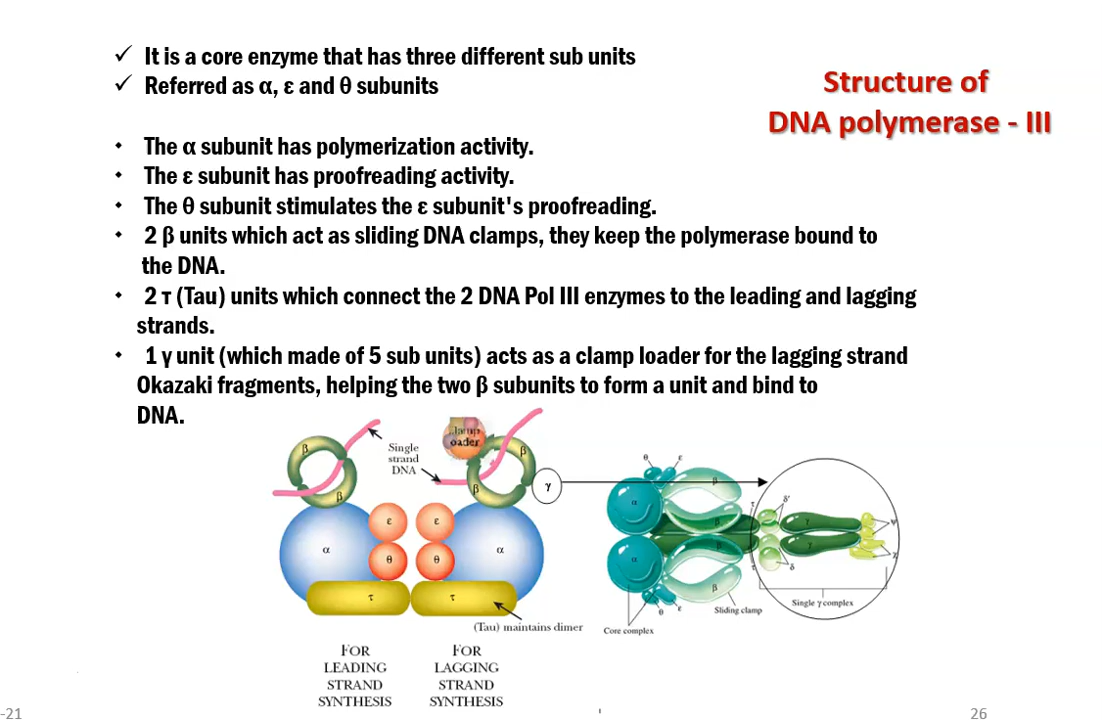 ✓ It is a core enzyme that has three different sub units
✓ Referred as α, ε and θ subunits
Structure of
DNA polymerase - III
• The α subunit has polymerization activity.
• The ε subunit has proofreading activity.
• The θ subunit stimulates the ε subunit's proofreading.
• 2 β units which act as sliding DNA clamps, they keep the polymerase bound to
the DNA.
• 2 τ (Tau) units which connect the 2 DNA Pol III enzymes to the leading and lagging
strands.
• 1 γ unit (which made of 5 sub units) acts as a clamp loader for the lagging strand
Okazaki fragments, helping the two β subunits to form a unit and bind to
DNA.
β
β
Single
strand
DNA
clamp
loader
β
β
γ
α
ε
θ
τ
ε
θ
α
τ
(Tau) maintains dimer
FOR
LEADING
STRAND
SYNTHESIS
FOR
LAGGING
STRAND
SYNTHESIS
θ
ε
α
β
β
τ
δ'
γ
ψ
α
β
β
τ
δ
γ
χ
θ
ε
Core complex
Sliding clamp
Single γ complex
-21
26